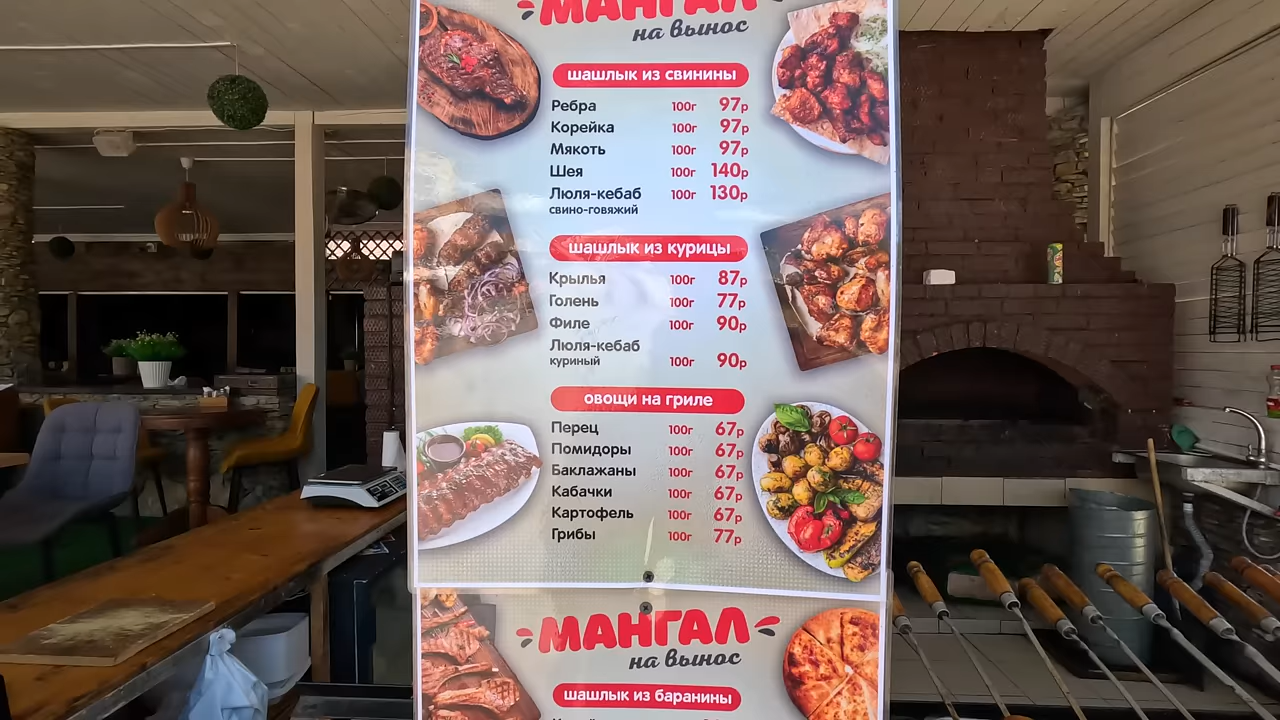 МАНГАЛ
на вынос
шашлык из свинины
Ребра 100г 97р
Корейка 100г 97р
Мякоть 100г 97р
Шея 100г 140р
Люля-кебаб 100г 130р
свино-говяжий
шашлык из курицы
Крылья 100г 87р
Голень 100г 77р
Филе 100г 90р
Люля-кебаб
куриный 100г 90р
овощи на гриле
Перец 100г 67р
Помидоры 100г 67р
Баклажаны 100г 67р
Кабачки 100г 67р
Картофель 100г 67р
Грибы 100г 77р
МАНГАЛ
на вынос
шашлык из баранины